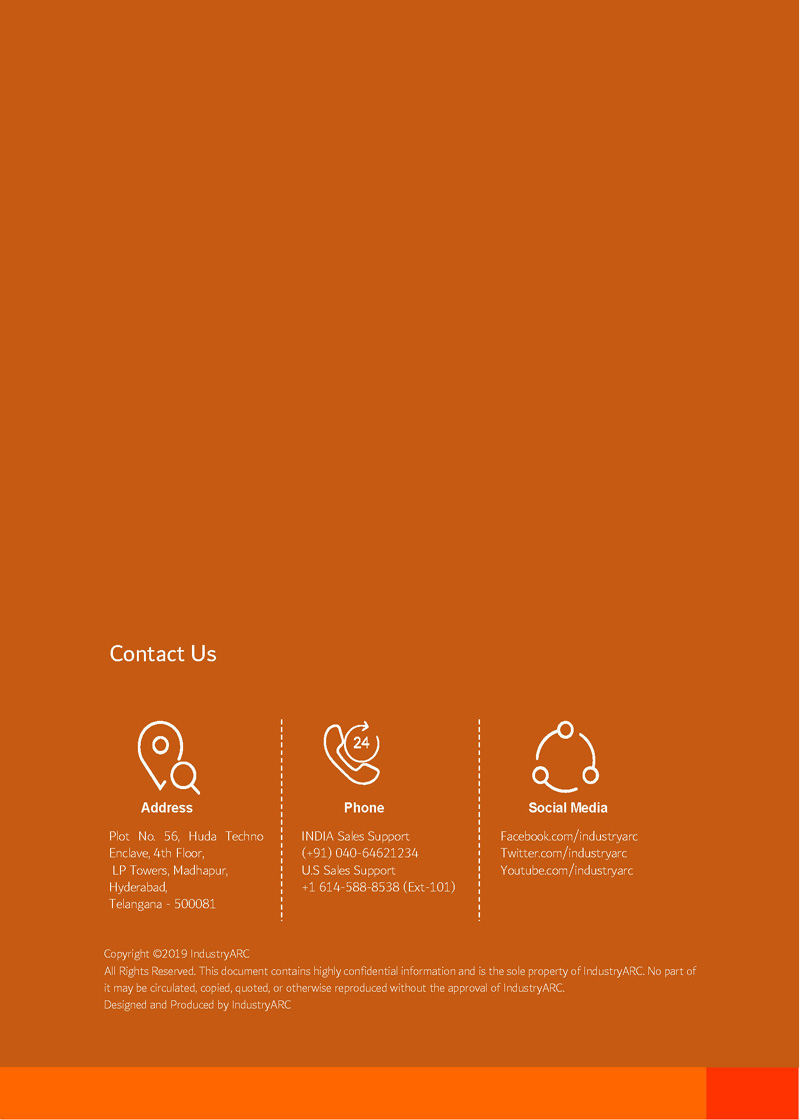 Contact Us
24
Address
Plot No. 56, Huda Techno
Enclave, 4th Floor,
LP Towers, Madhapur,
Hyderabad,
Telangana - 500081
Phone
INDIA Sales Support
(+91) 040-64621234
U.S Sales Support
+1 614-588-8538 (Ext-101)
Social Media
Facebook.com/industryarc
Twitter.com/industryarc
Youtube.com/industryarc
Copyright ©2019 IndustryARC
All Rights Reserved. This document contains highly confidential information and is the sole property of IndustryARC. No part of
it may be circulated, copied, quoted, or otherwise reproduced without the approval of IndustryARC.
Designed and Produced by IndustryARC